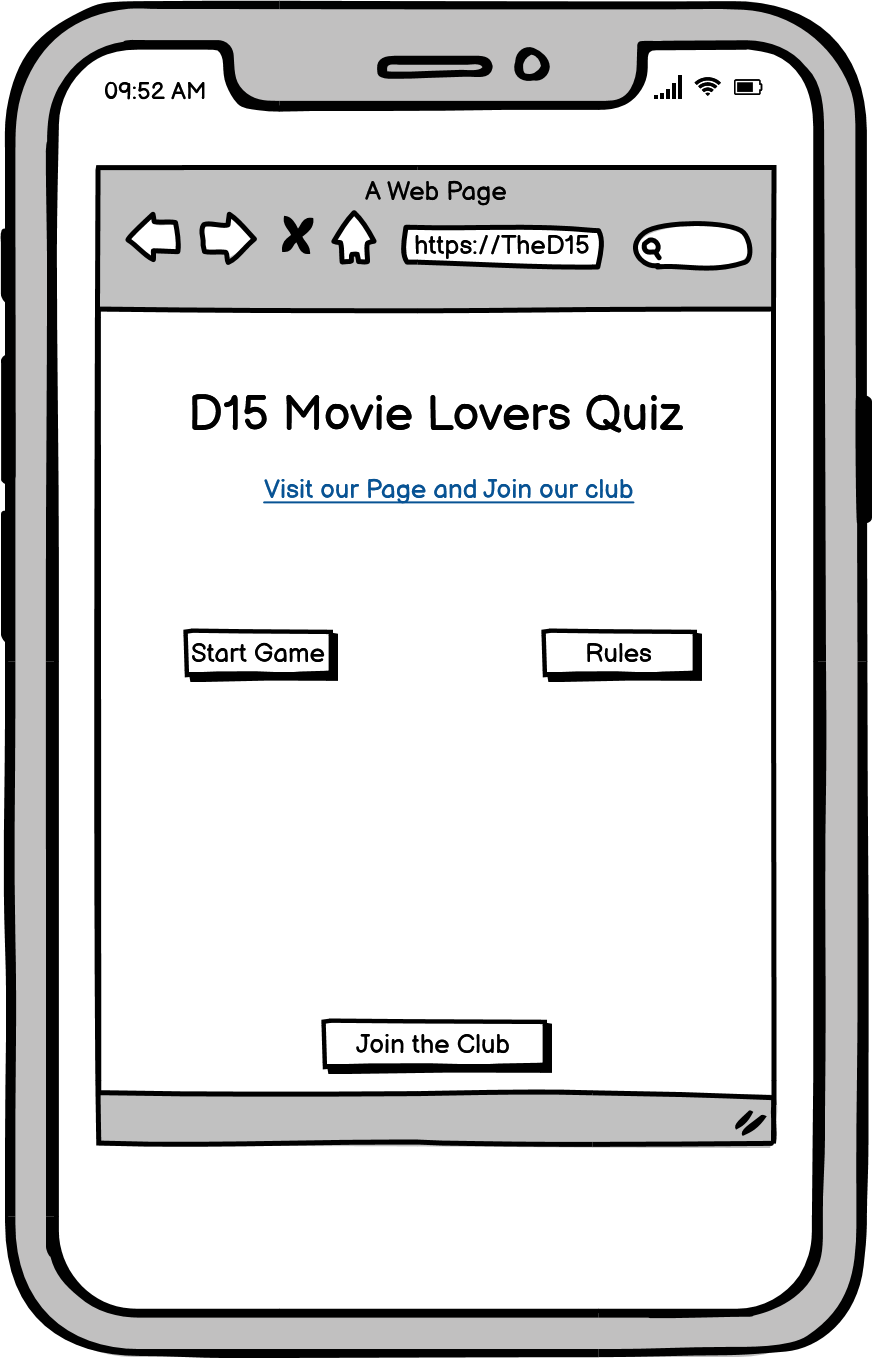 09:52 AM
A Web Page
https://TheD15
D15 Movie Lovers Quiz
Visit our Page and Join our club
Start Game
Rules
Join the Club